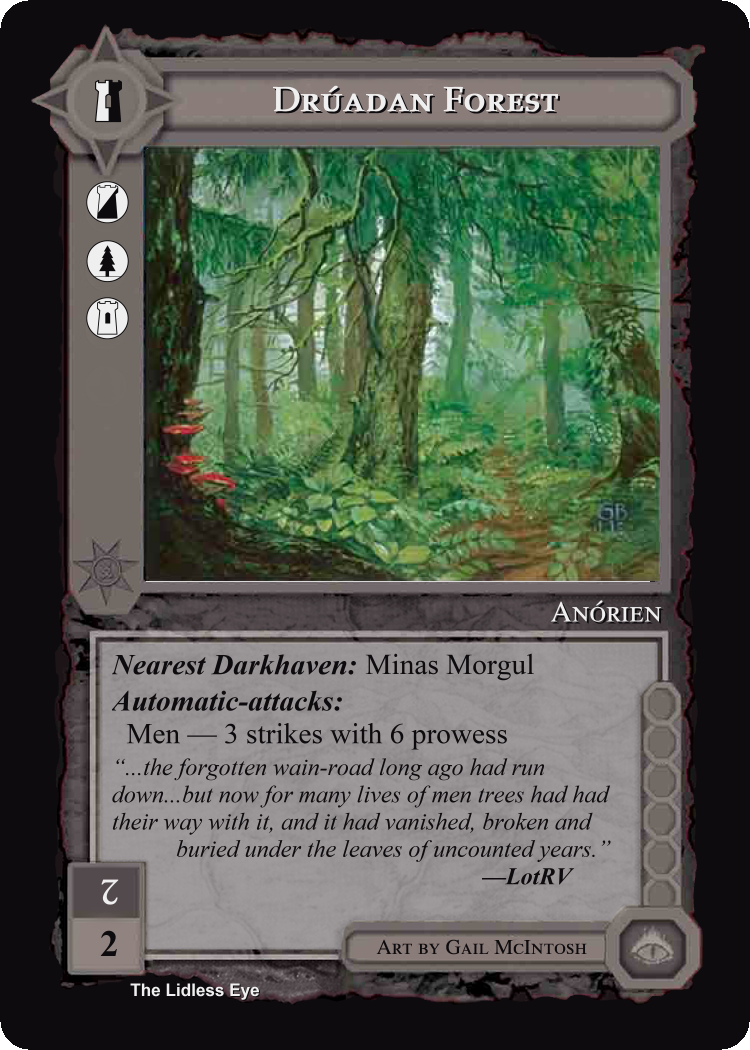 DRÚADAN FOREST
ANÓRIEN
Nearest Darkhaven: Minas Morgul
Automatic-attacks:
Men — 3 strikes with 6 prowess
“...the forgotten wain-road long ago had run
down...but now for many lives of men trees had had
their way with it, and it had vanished, broken and
buried under the leaves of uncounted years.”
—LotRV
2
2
ART BY GAIL MCINTOSH
The Lidless Eye